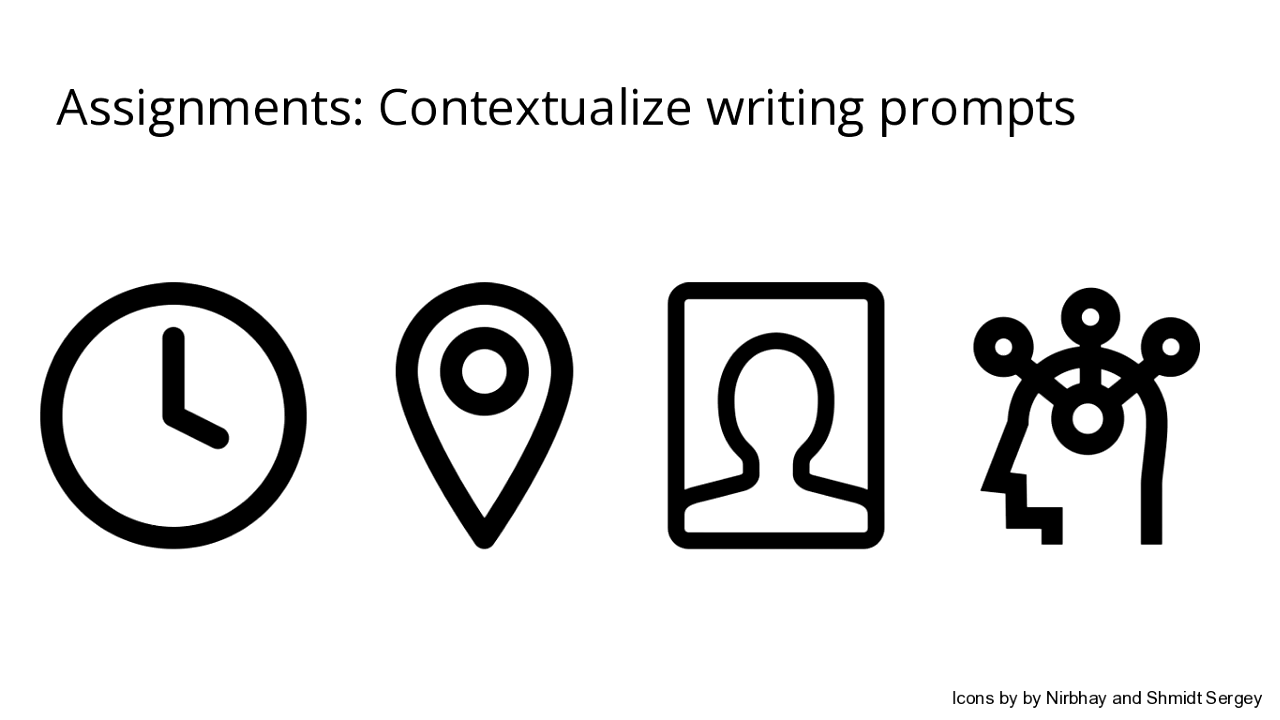 Assignments: Contextualize writing prompts
Icons by by Nirbhay and Shmidt Sergey